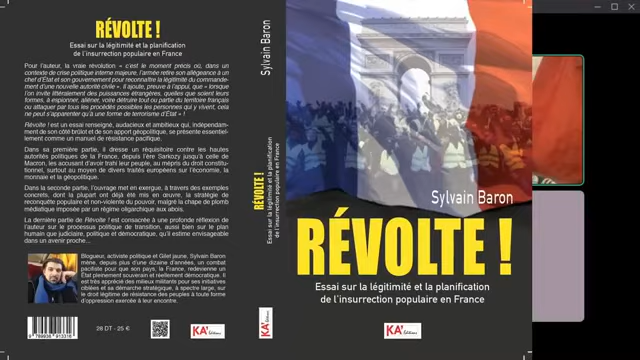 RÉVOLTE !
Essai sur la légitimité et la planification
de l'insurrection populaire en France
Pour l'auteur, la vraie révolution « c'est le moment précis où, dans un
contexte de crise politique interne majeure, l'armée retire son allégeance à un
chef d'État et son gouvernement pour reconnaître la légitimité du commande-
ment d'une nouvelle autorité civile ». Il ajoute, preuve à l'appui, que « lorsque
l'on invite littéralement des puissances étrangères, quelles que soient leurs
formes, à espionner, aliéner, voire détruire tout ou partie du territoire français
ou attaquer par tous les procédés possibles les personnes qui y vivent, cela
ne peut s'apparenter qu'à une forme de terrorisme d'État » !
Révolte ! est un essai renseigné, audacieux et ambitieux qui, indépendam-
ment de son côté brûlot et de son apport géopolitique, se présente essentiel-
lement comme un manuel de résistance pacifique.
Dans sa première partie, il dresse un réquisitoire contre les hautes
autorités politiques de la France, depuis l'ère Sarkozy jusqu'à celle de
Macron, les accusant d'avoir trahi leur peuple, au mépris du droit constitu-
tionnel, surtout au moyen de divers traités européens sur l'économie, la
monnaie et la géopolitique.
Dans la seconde partie, l'ouvrage met en exergue, à travers des exemples
concrets, dont la plupart ont déjà été mis en œuvre, la stratégie de
reconquête populaire et non-violente du pouvoir, malgré la chape de plomb
médiatique imposée par un régime oligarchique aux abois.
La dernière partie de Révolte ! est consacrée à une profonde réflexion de
l'auteur sur le processus politique de transition, aussi bien sur le plan
humain que judiciaire, politique et démocratique, qu'il estime envisageable
dans un avenir proche...
Blogueur, activiste politique et Gilet jaune, Sylvain Baron
mène, depuis plus d'une dizaine d'années, un combat
pacifiste pour que son pays, la France, redevienne un
État pleinement souverain et réellement démocratique. Il
est très apprécié des milieux militants pour ses initiatives
ciblées et sa démarche stratégique, à spectre large, sur
le droit légitime de résistance des peuples à toute forme
d'oppression exercée à leur encontre.
28 DT - 25 €
KA'
Éditions
Sylvain Baron
RÉVOLTE !
Essai sur la légitimité et la planification
de l'insurrection populaire en France
KA'
Éditions
Sylvain Baron
RÉVOLTE !
Essai sur la légitimité et la planification
de l'insurrection populaire en France
KA'
Éditions